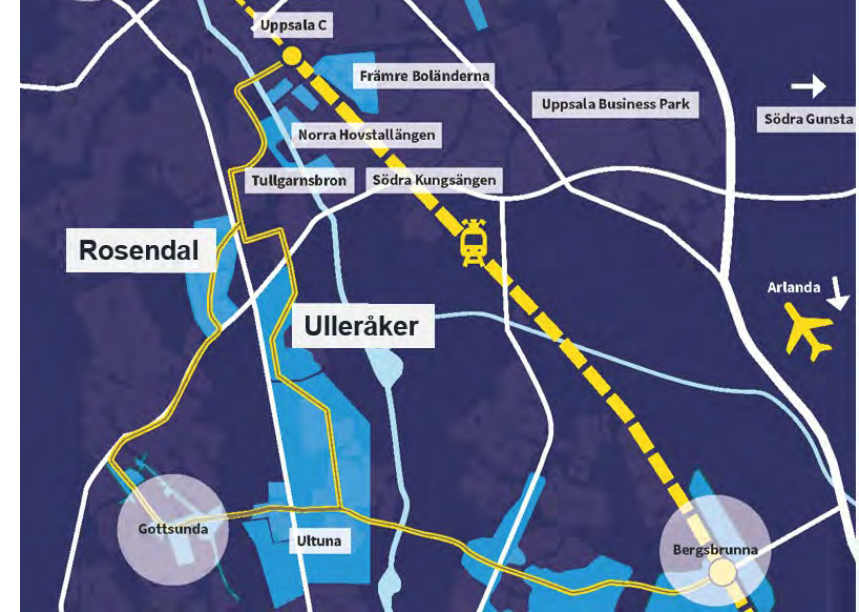 Uppsala C
Främre Boländerna
Uppsala Business Park
Södra Gunsta
Norra Hovstallängen
Tullgarnsbron
Södra Kungsängen
Rosendal
Arlanda
Ulleråker
Gottsunda
Ultuna
Bergsbrunna